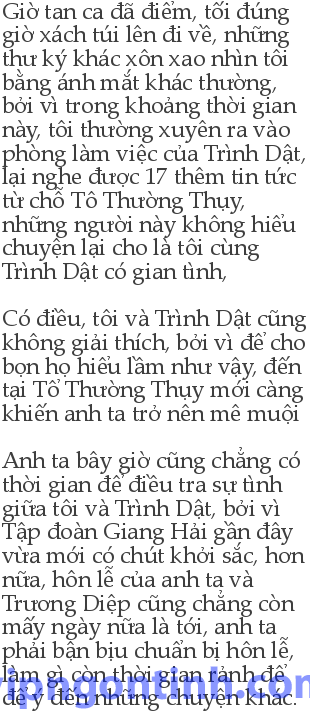 Giờ tan ca đã điểm, tối đúng
giờ xách túi lên đi về, những
thư ký khác xôn xao nhìn tôi
bằng ánh mắt khác thường,
bởi vì trong khoảng thời gian
này, tôi thường xuyên ra vào
phòng làm việc của Trình Dật,
lại nghe được 17 thêm tin tức
từ chỗ Tô Thường Thụy,
những người này không hiểu
chuyện lại cho là tôi cùng
Trình Dật có gian tình,
Có điều, tôi và Trình Dật cũng
không giải thích, bởi vì để cho
bọn họ hiểu lầm như vậy, đến
tại Tổ Thường Thụy mới càng
khiến anh ta trở nên mê muội
Anh ta bây giờ cũng chẳng có
thời gian để điều tra sự tình
giữa tôi và Trình Dật, bởi vì
Tập đoàn Giang Hải gần đây
vừa mới có chút khởi sắc, hơn
nữa, hôn lễ của anh ta và
Trương Diệp cũng chẳng còn
mấy ngày nữa là tới, anh ta
phải bận bịu chuẩn bị hôn lễ,
làm gì còn thời gian rảnh để
để ý đến những chuyện khác.
vipngontinh.com